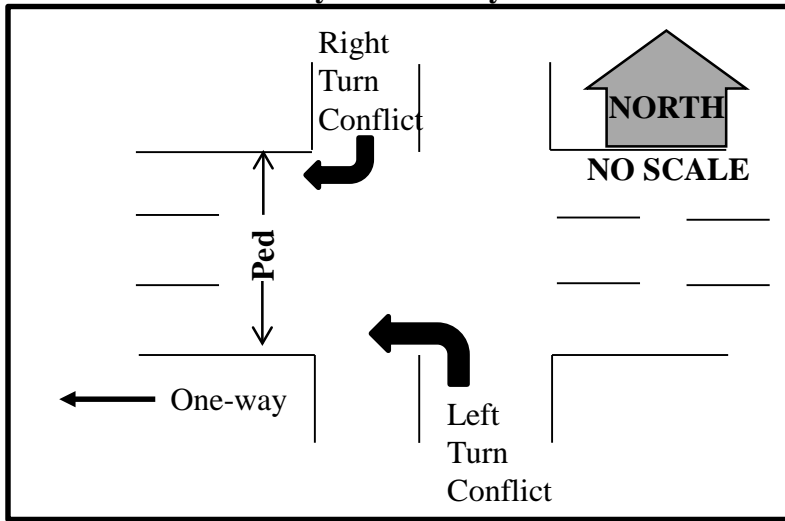 Right
Turn
Conflict
NORTH
NO SCALE
Ped
One-way
Left
Turn
Conflict